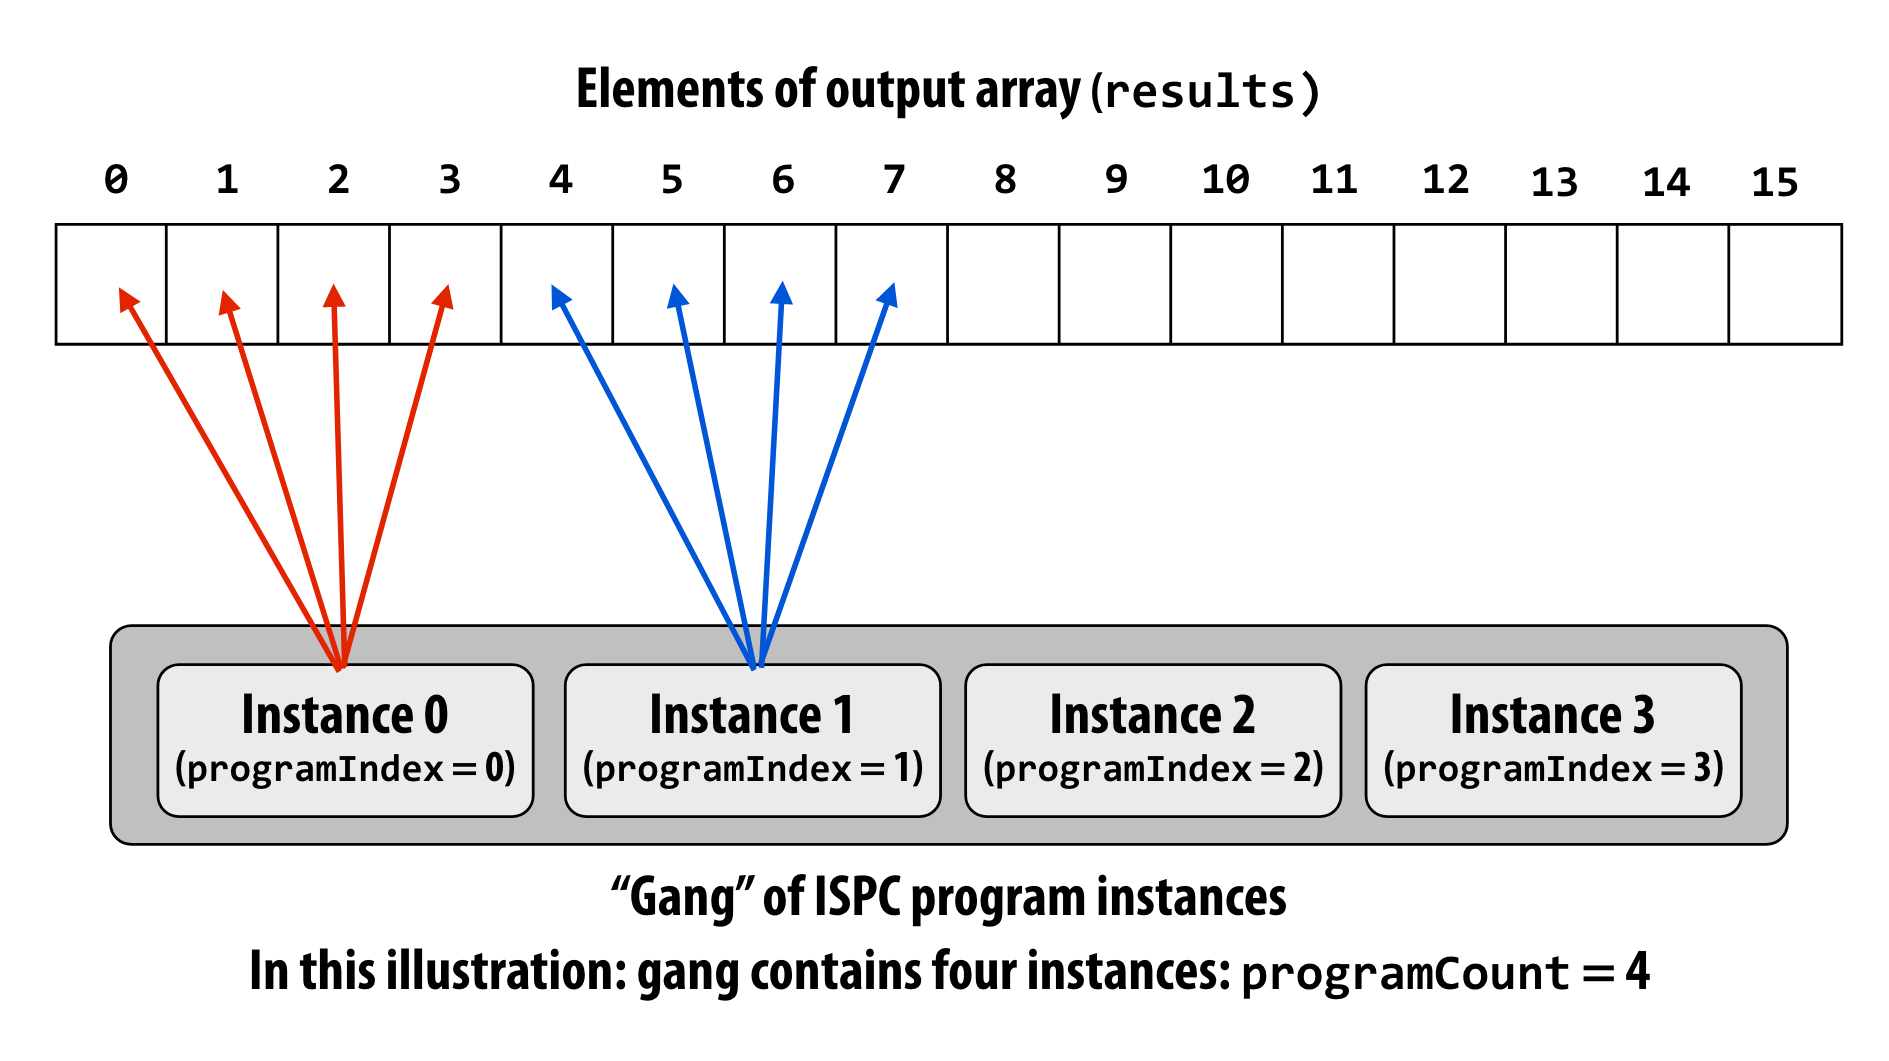 Elements of output array (results)
0 1 2 3 4 5 6 7 8 9 10 11 12 13 14 15
Instance 0 Instance 1 Instance 2 Instance 3
(programIndex = 0) (programIndex = 1) (programIndex = 2) (programIndex = 3)
“Gang” of ISPC program instances
In this illustration: gang contains four instances: programCount = 4